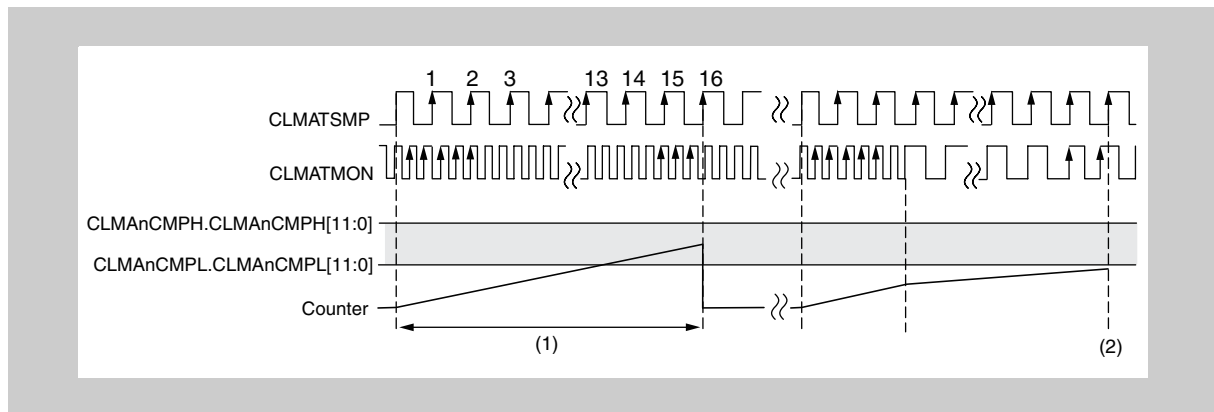 1 2 3 13 14 15 16
CLMATSMP
CLMATMON
CLMAnCMPH.CLMAnCMPH[11:0]
CLMAnCMPL.CLMAnCMPL[11:0]
Counter
(1) (2)